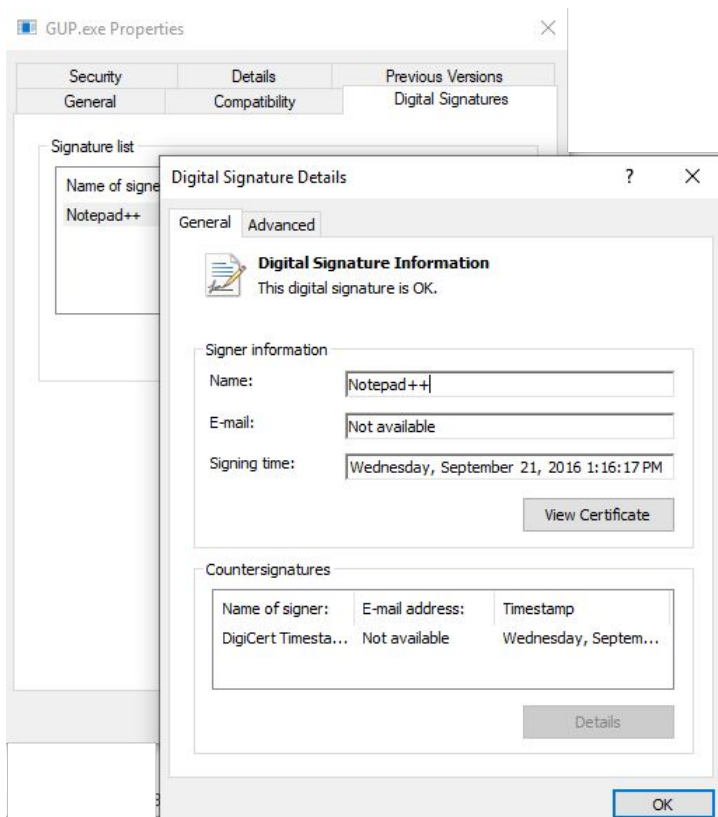 GUP.exe Properties
Security Details Previous Versions
General Compatibility Digital Signatures
Signature list
Name of signe
Notepad++
Digital Signature Details
General Advanced
Digital Signature Information
This digital signature is OK.
Signer information
Name: Notepad++
E-mail: Not available
Signing time: Wednesday, September 21, 2016 1:16:17 PM
View Certificate
Countersignatures
Name of signer: E-mail address: Timestamp
DigiCert Timesta... Not available Wednesday, Septem...
Details
OK